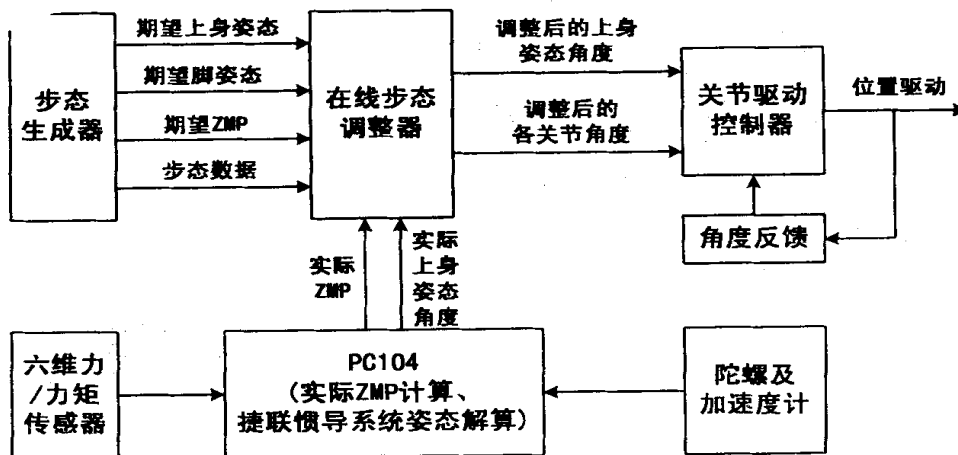 步态
生成器
期望上身姿态
期望脚姿态
期望ZMP
步态数据
在线步态
调整器
调整后的上身
姿态角度
调整后的
各关节角度
关节驱动
控制器
位置驱动
角度反馈
实际
ZMP
实际
上身
姿态
角度
六维力
/力矩
传感器
PC104
(实际ZMP计算、
捷联惯导系统姿态解算)
陀螺及
加速度计